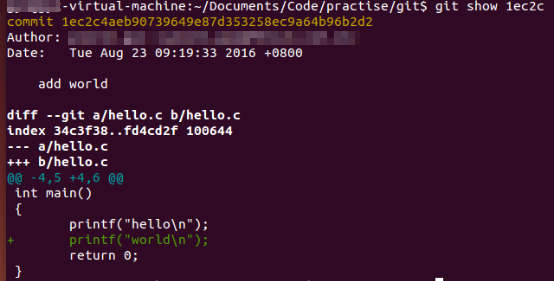 -virtual-machine:~/Documents/Code/practise/git$ git show 1ec2c
commit 1ec2c4aeb90739649e87d353258ec9a64b96b2d2
Author:
Date:   Tue Aug 23 09:19:33 2016 +0800
    add world
diff --git a/hello.c b/hello.c
index 34c3f38..fd4cd2f 100644
--- a/hello.c
+++ b/hello.c
@@ -4,5 +4,6 @@
 int main()
 {
        printf("hello\n");
+       printf("world\n");
        return 0;
 }